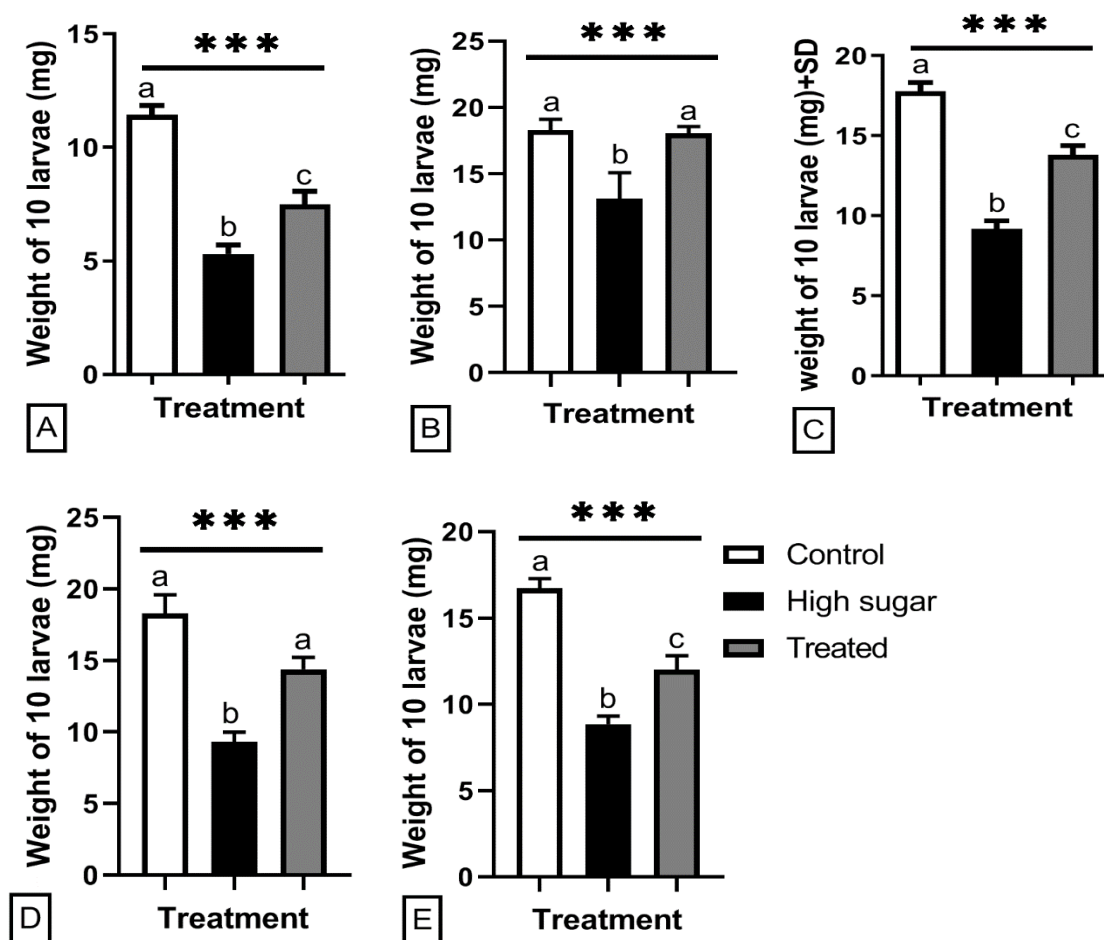 Weight of 10 larvae (mg)
15
10
5
0
***
a
b
c
Treatment
A
Weight of 10 larvae (mg)
25
20
15
10
5
0
***
a
b
a
Treatment
B
weight of 10 larvae (mg)+SD
20
15
10
5
0
***
a
b
c
Treatment
C
Weight of 10 larvae (mg)
25
20
15
10
5
0
***
a
b
a
Treatment
D
Weight of 10 larvae (mg)
20
15
10
5
0
***
a
b
c
Treatment
E
Control
High sugar
Treated